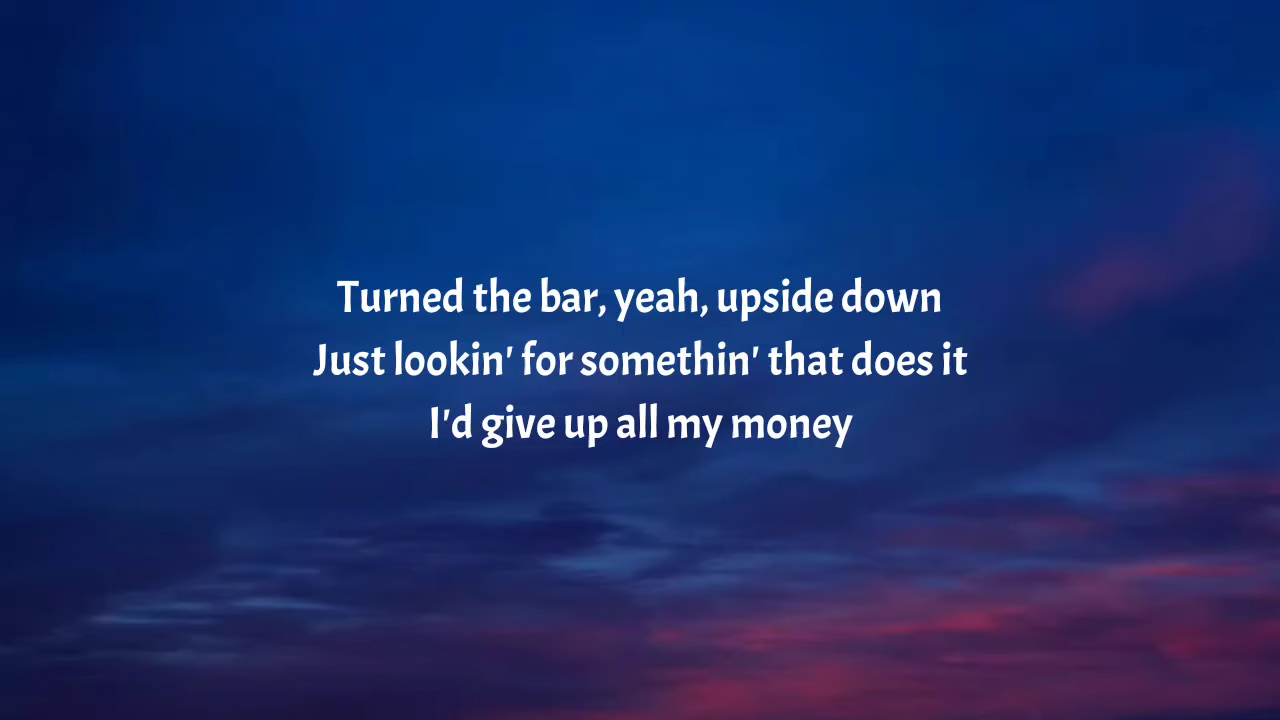 Turned the bar, yeah, upside down
Just lookin' for somethin' that does it
I'd give up all my money